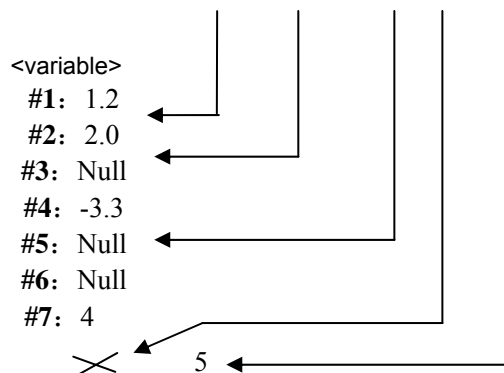 <variable>
#1：1.2
#2：2.0
#3：Null
#4：-3.3
#5：Null
#6：Null
#7：4
5